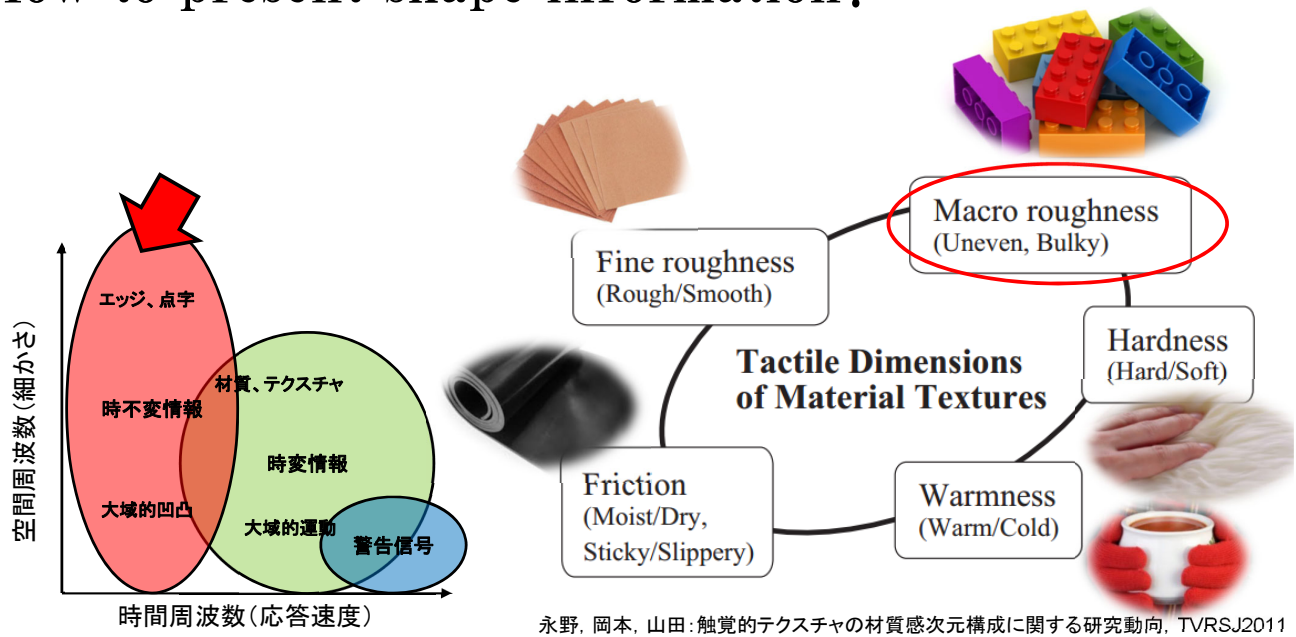 How to present shape information?
空間周波数(細かさ)
エッジ、点字
材質、テクスチャ
時不変情報
時変情報
大域的凹凸
大域的運動
警告信号
時間周波数(応答速度)
Macro roughness
(Uneven, Bulky)
Fine roughness
(Rough/Smooth)
Hardness
(Hard/Soft)
Tactile Dimensions
of Material Textures
Friction
(Moist/Dry,
Sticky/Slippery)
Warmness
(Warm/Cold)
永野, 岡本, 山田:触覚的テクスチャの材質感次元構成に関する研究動向, TVRSJ2011